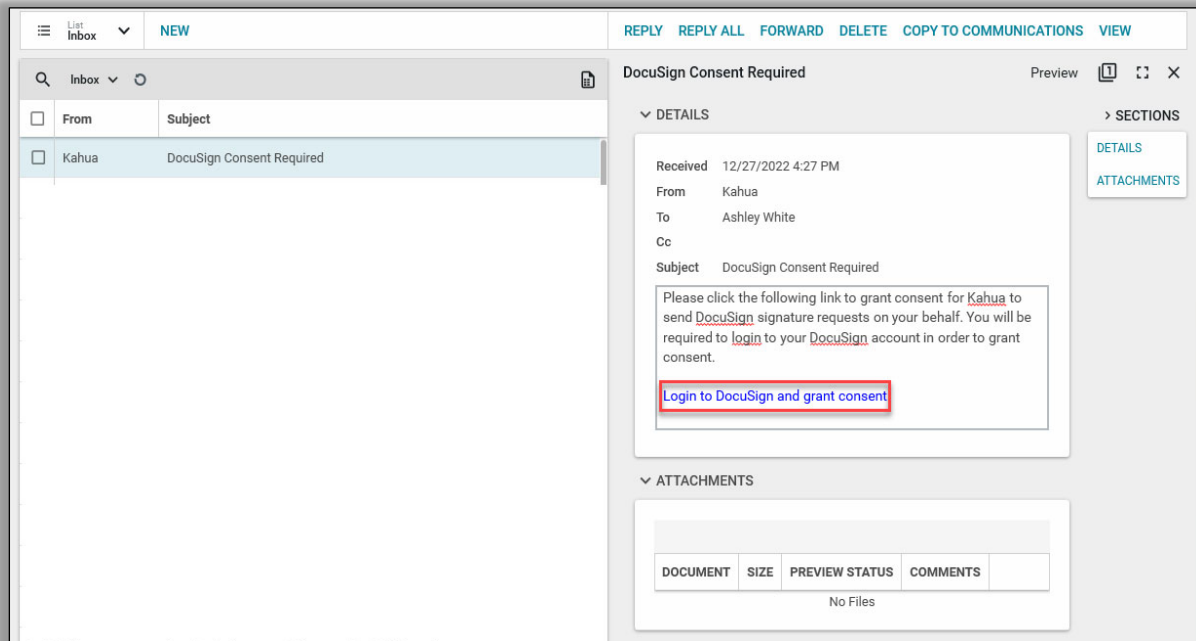 List
Inbox
NEW
REPLY REPLY ALL FORWARD DELETE COPY TO COMMUNICATIONS VIEW
Inbox
From Subject
Kahua DocuSign Consent Required
DocuSign Consent Required Preview 1
DETAILS
Received 12/27/2022 4:27 PM
From Kahua
To Ashley White
Cc
Subject DocuSign Consent Required
Please click the following link to grant consent for Kahua to
send DocuSign signature requests on your behalf. You will be
required to login to your DocuSign account in order to grant
consent.
Login to DocuSign and grant consent
ATTACHMENTS
DOCUMENT SIZE PREVIEW STATUS COMMENTS
No Files
SECTIONS
DETAILS
ATTACHMENTS